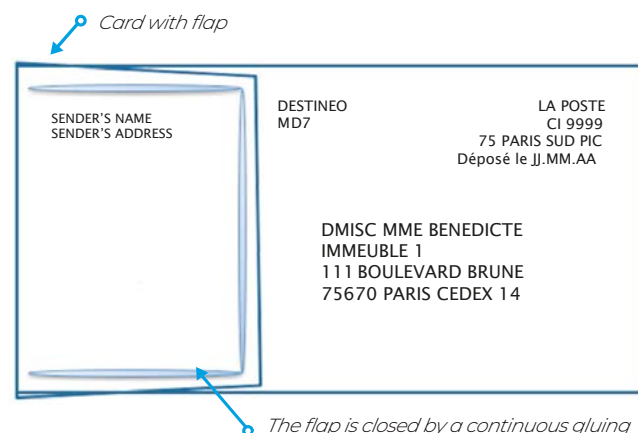 Card with flap
SENDER'S NAME
SENDER'S ADDRESS
DESTINEO
MD7
LA POSTE
CI 9999
75 PARIS SUD PIC
Déposé le JJ.MM.AA
DMISC MME BENEDICTE
IMMEUBLE 1
111 BOULEVARD BRUNE
75670 PARIS CEDEX 14
The flap is closed by a continuous gluing